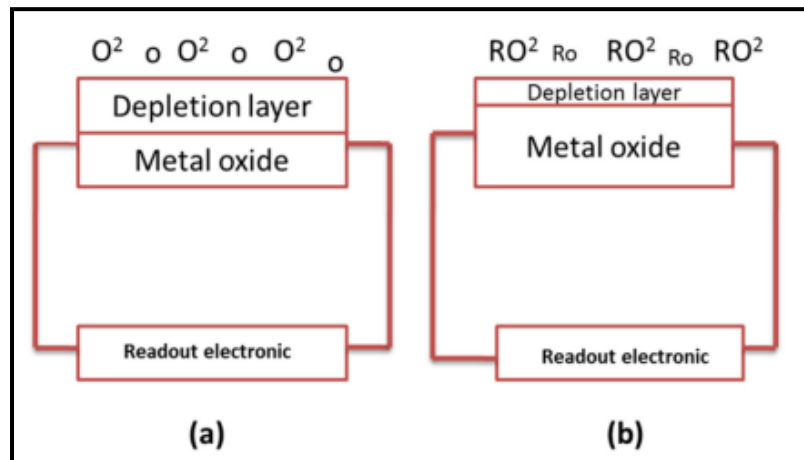 O² o O² o O² o
Depletion layer
Metal oxide
Readout electronic
(a)
RO² Ro RO² Ro RO²
Depletion layer
Metal oxide
Readout electronic
(b)